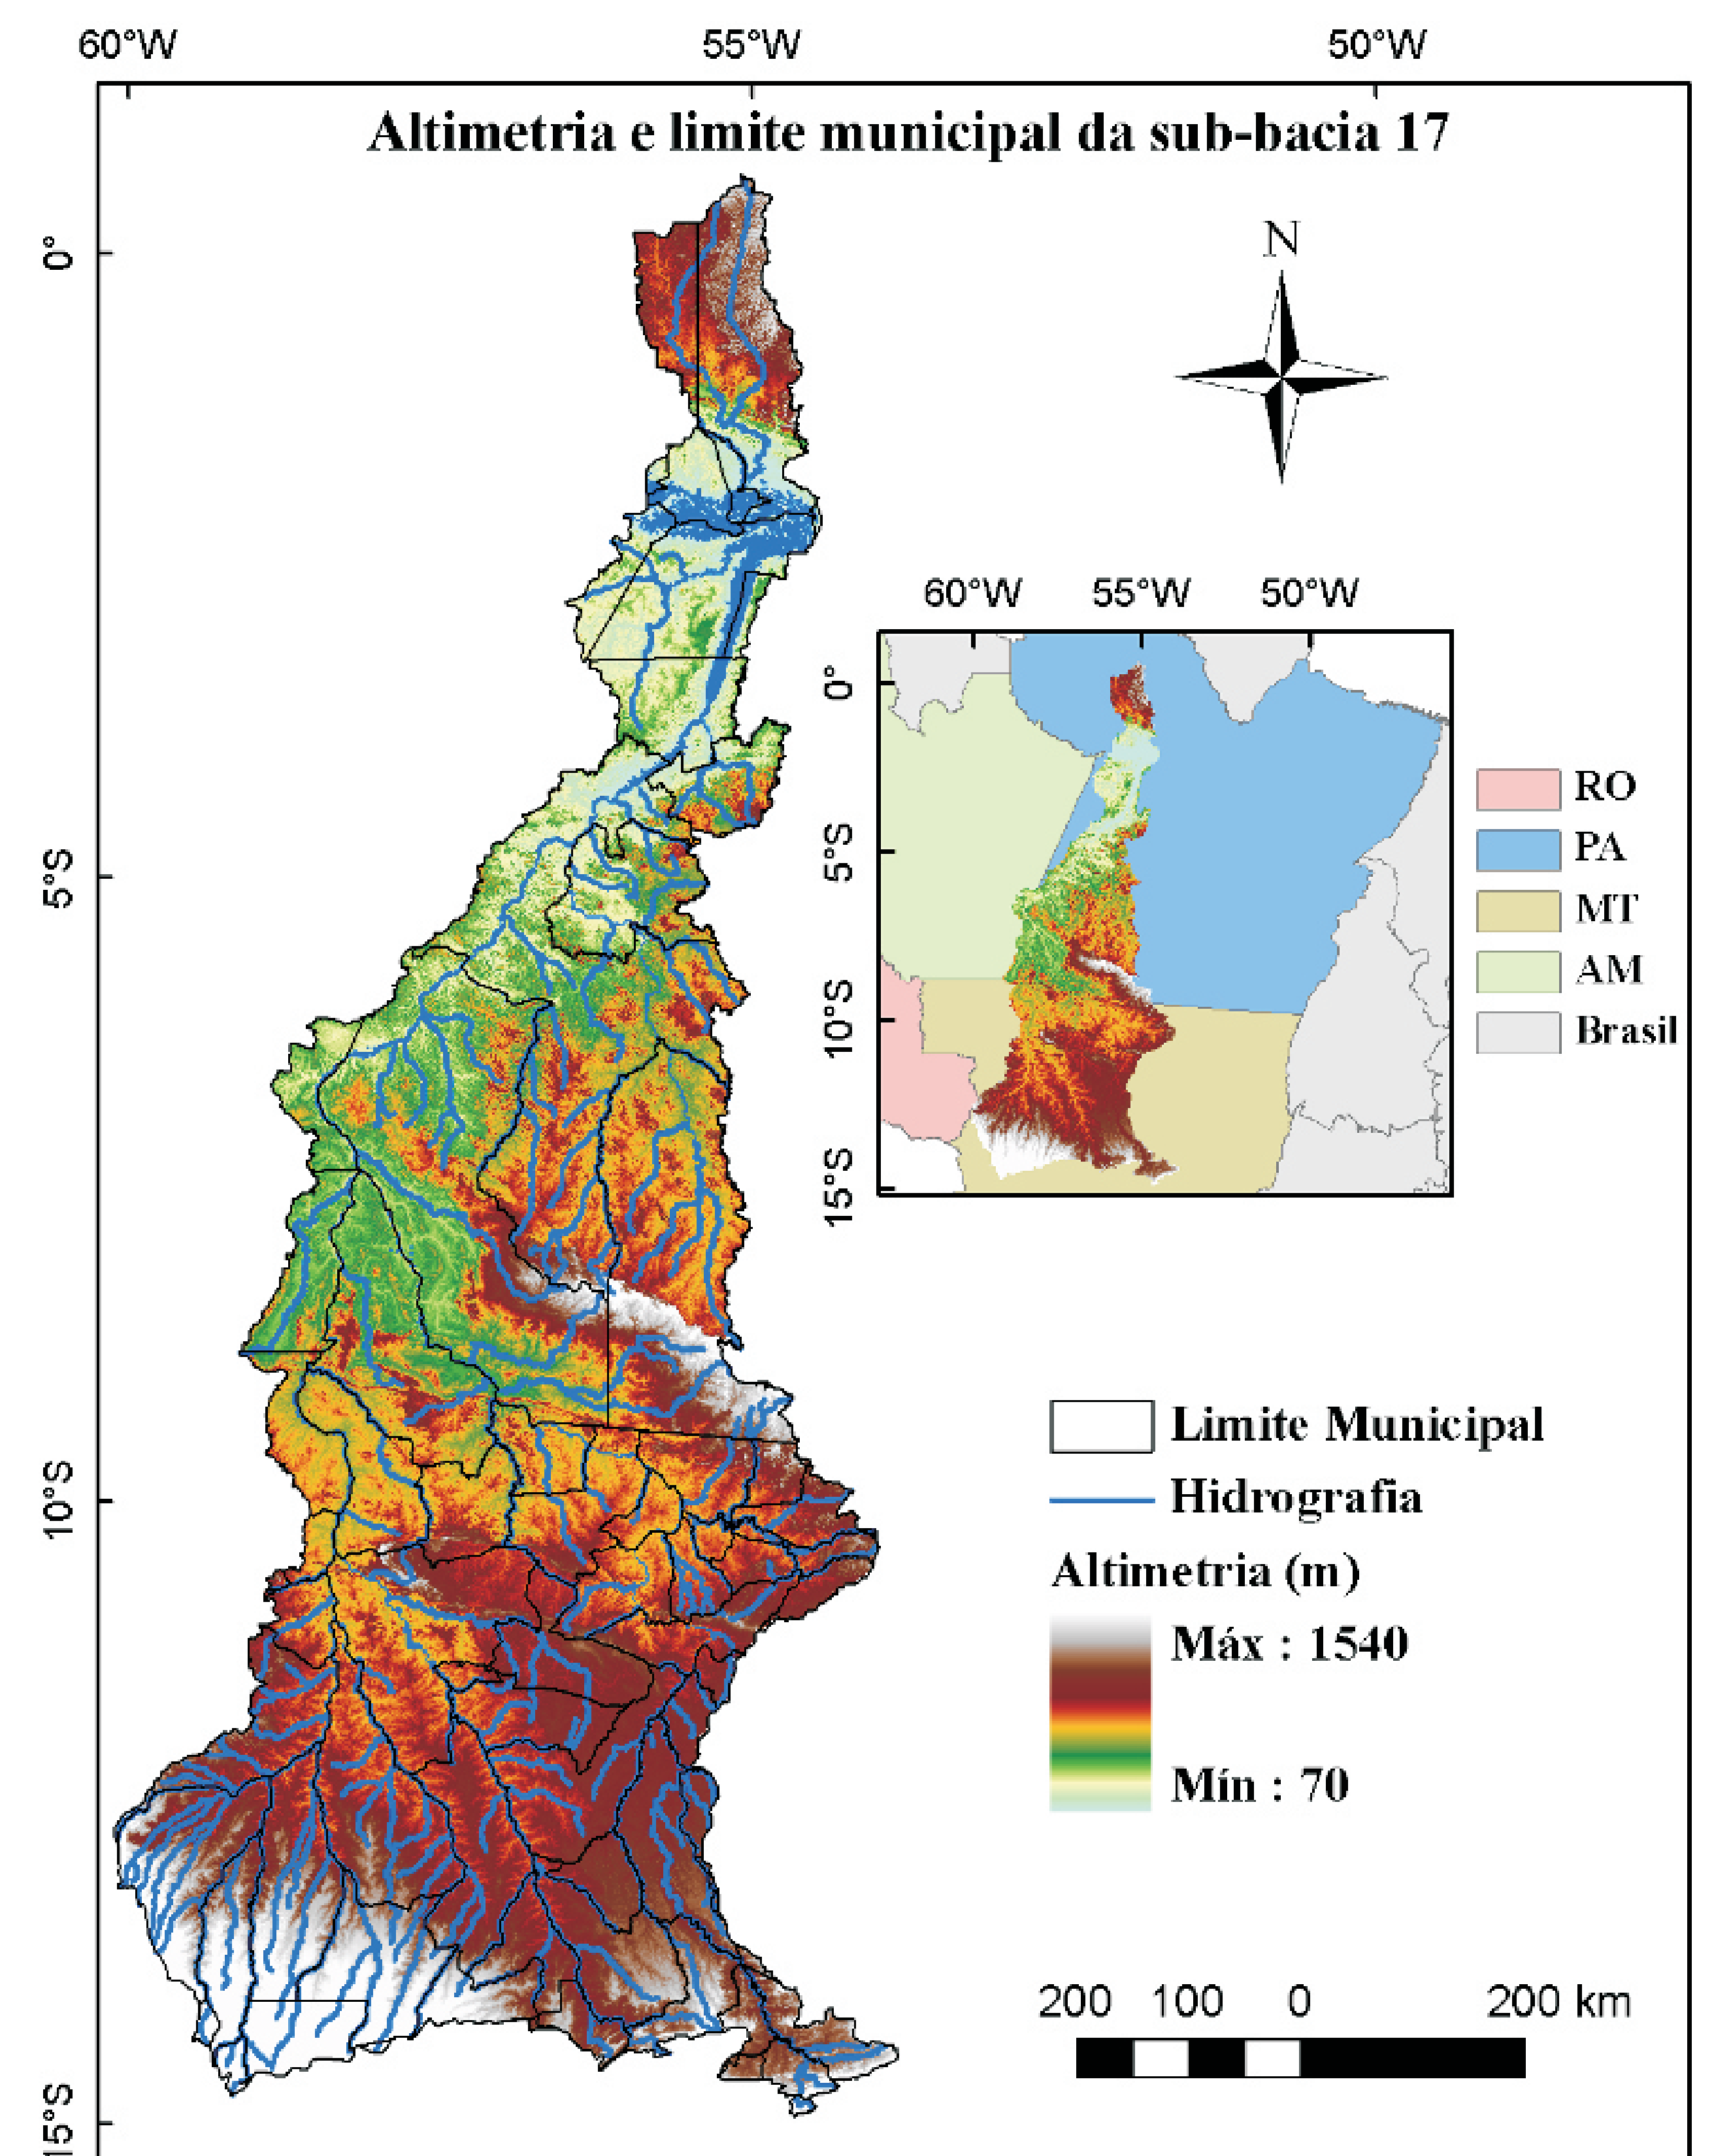 60°W 55°W 50°W
Altimetria e limite municipal da sub-bacia 17
0°
N
60°W 55°W 50°W
0°
5°S
10°S
15°S
RO
PA
MT
AM
Brasil
5°S
10°S
15°S
Limite Municipal
Hidrografia
Altimetria (m)
Máx : 1540
Mín : 70
200 100 0 200 km